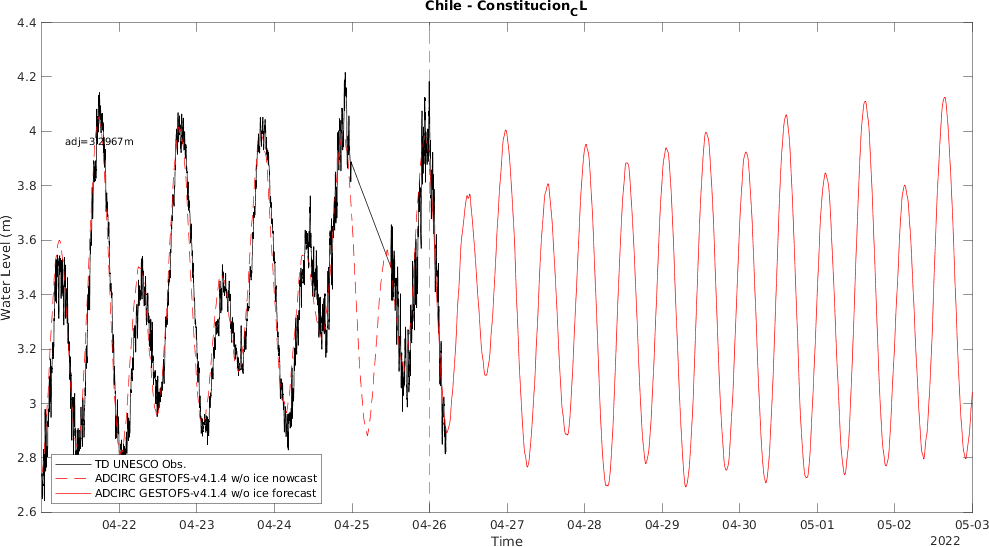 Chile - Constitucion_CL
4.4
4.2
4
3.8
3.6
3.4
3.2
3
2.8
2.6
Water Level (m)
adj=3.2967m
TD UNESCO Obs.
ADCIRC GESTOFS-v4.1.4 w/o ice nowcast
ADCIRC GESTOFS-v4.1.4 w/o ice forecast
04-22 04-23 04-24 04-25 04-26 04-27 04-28 04-29 04-30 05-01 05-02 05-03
Time
2022